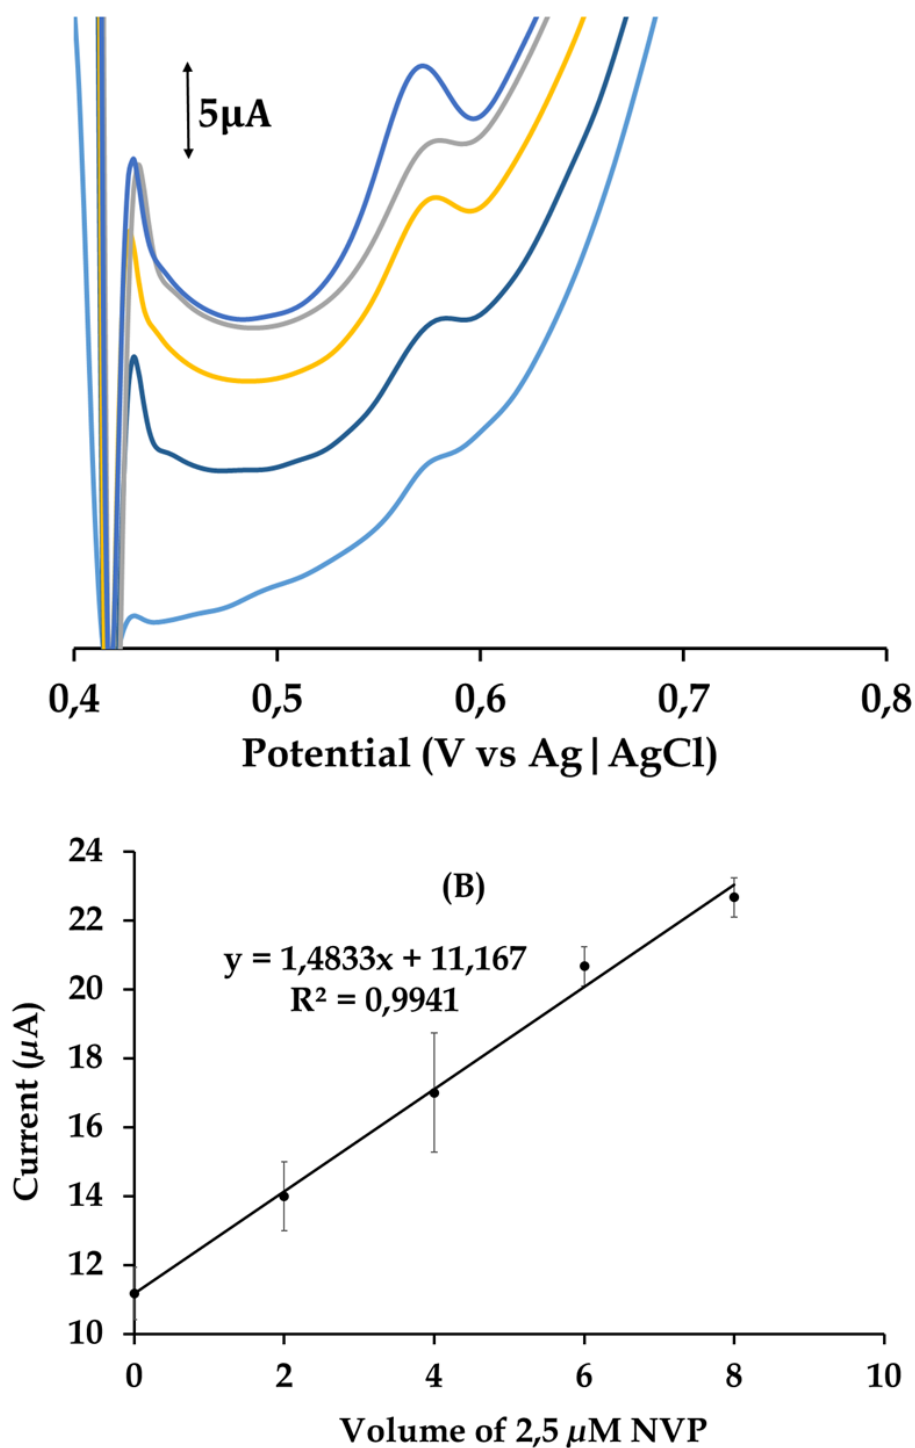 5μA
0,4 0,5 0,6 0,7 0,8
Potential (V vs Ag|AgCl)
24
(B)
22
y = 1,4833x + 11,167
20
R² = 0,9941
18
16
14
12
10
Current (μA)
0 2 4 6 8 10
Volume of 2,5 μM NVP